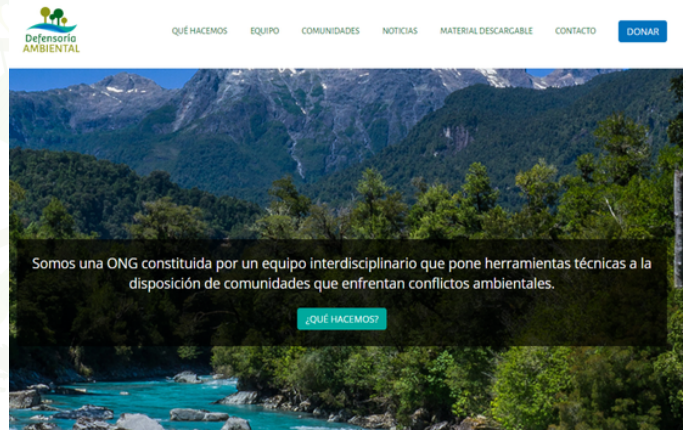 Defensoría
AMBIENTAL
QUÉ HACEMOS
EQUIPO
COMUNIDADES
NOTICIAS
MATERIAL DESCARGABLE
CONTACTO
DONAR
Somos una ONG constituida por un equipo interdisciplinario que pone herramientas técnicas a la
disposición de comunidades que enfrentan conflictos ambientales.
¿QUÉ HACEMOS?